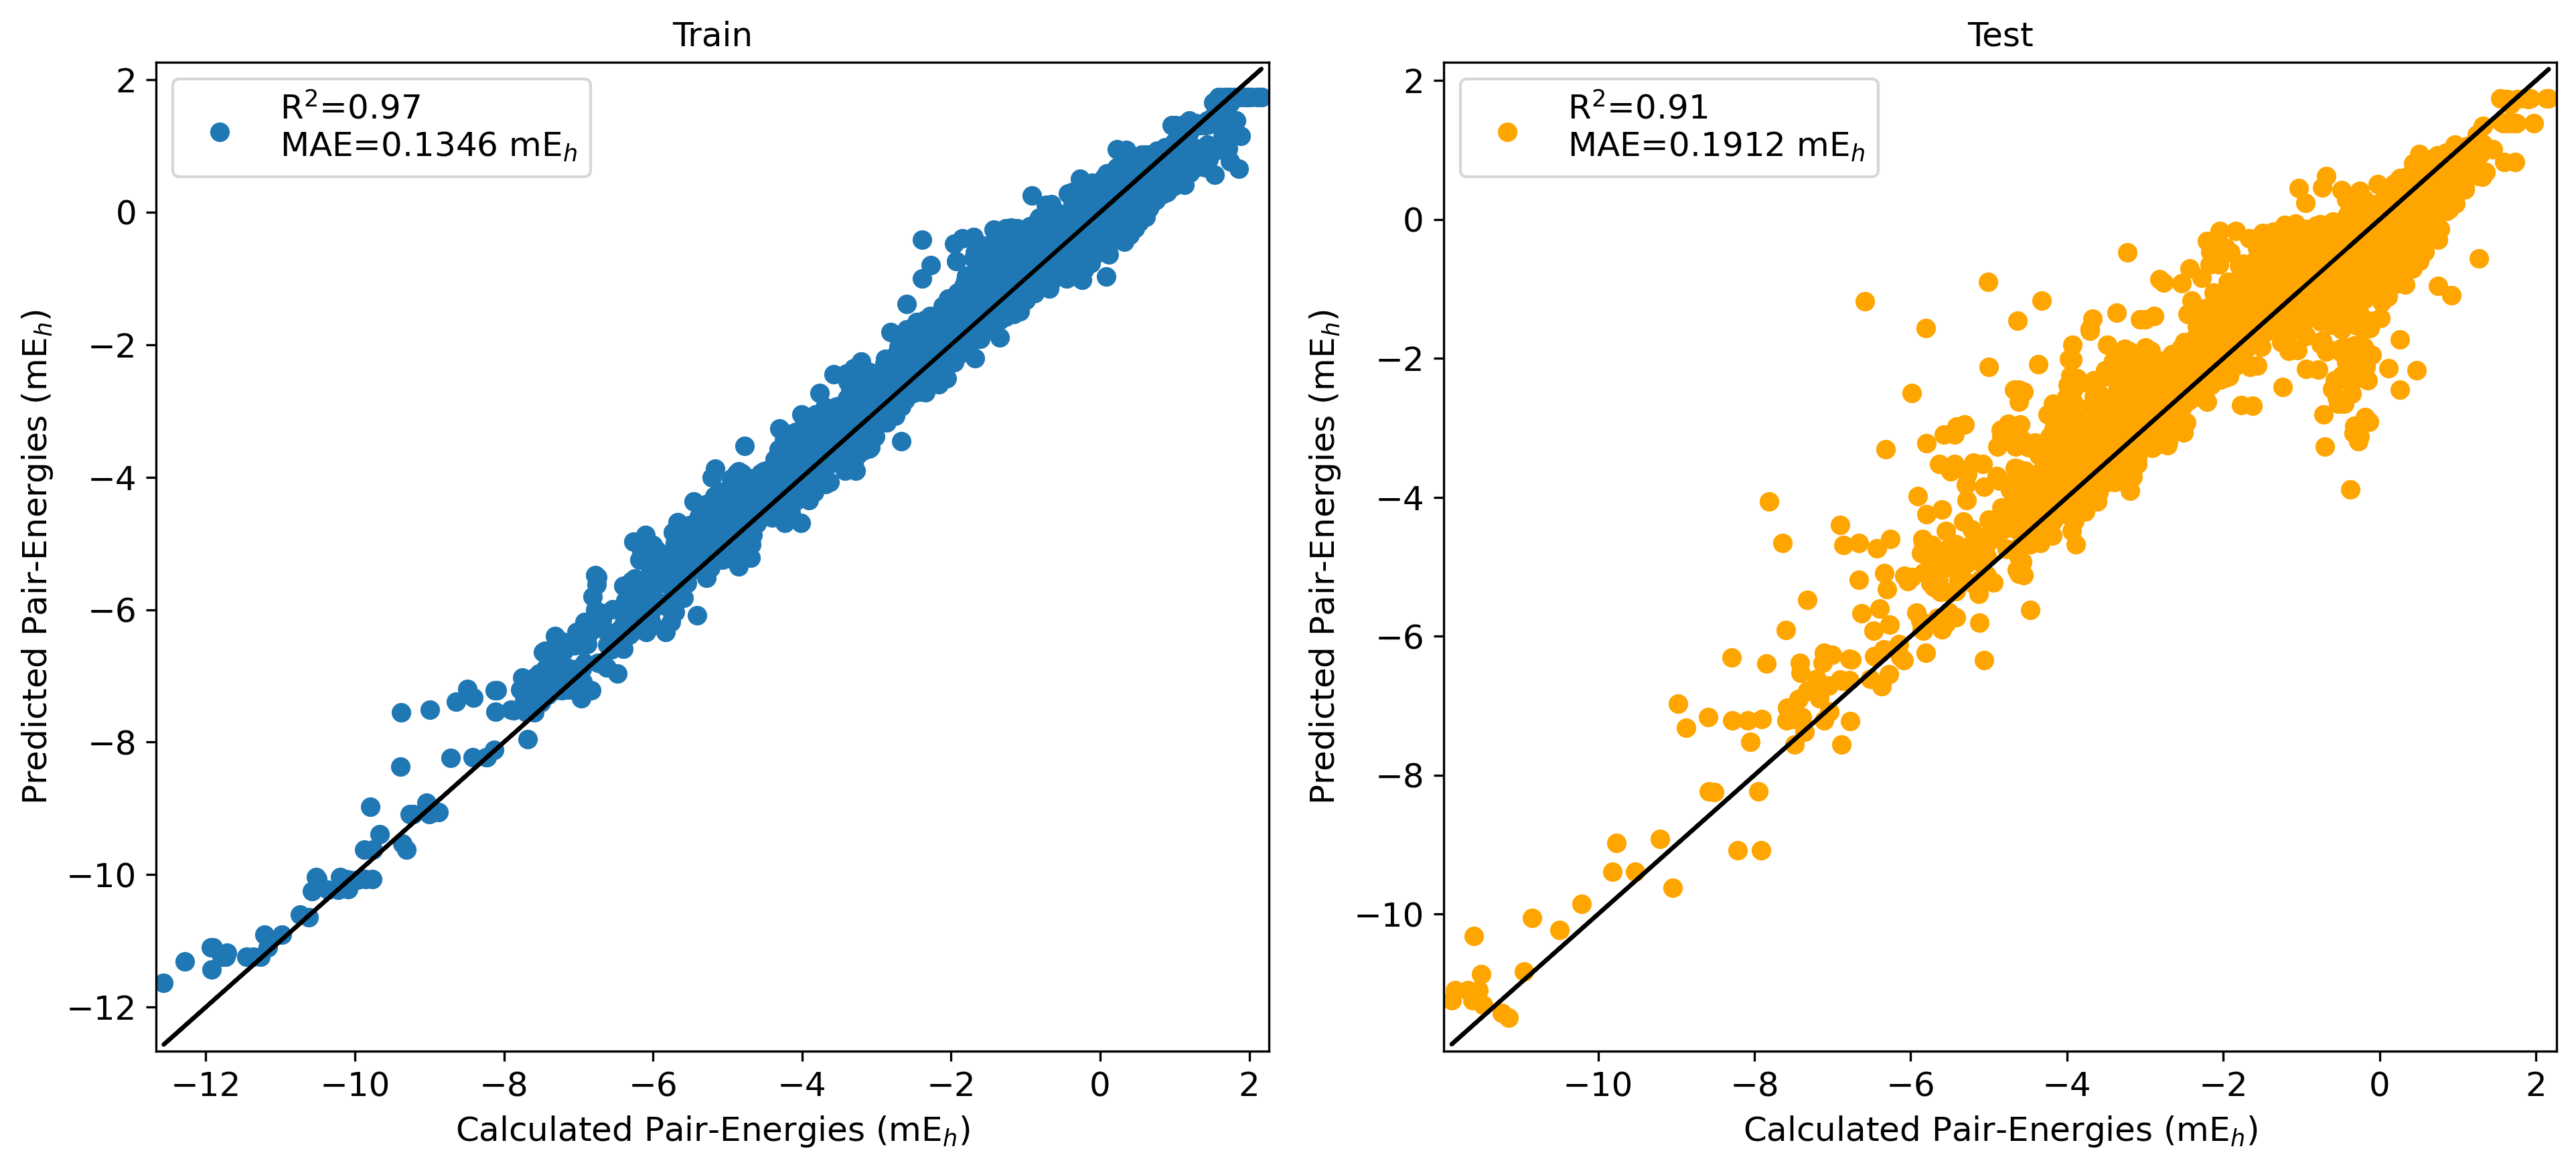 Train
R²=0.97
MAE=0.1346 mEₕ
2
0
−2
−4
−6
−8
−10
−12
Predicted Pair-Energies (mEₕ)
−12 −10 −8 −6 −4 −2 0 2
Calculated Pair-Energies (mEₕ)
Test
R²=0.91
MAE=0.1912 mEₕ
2
0
−2
−4
−6
−8
−10
Predicted Pair-Energies (mEₕ)
−10 −8 −6 −4 −2 0 2
Calculated Pair-Energies (mEₕ)